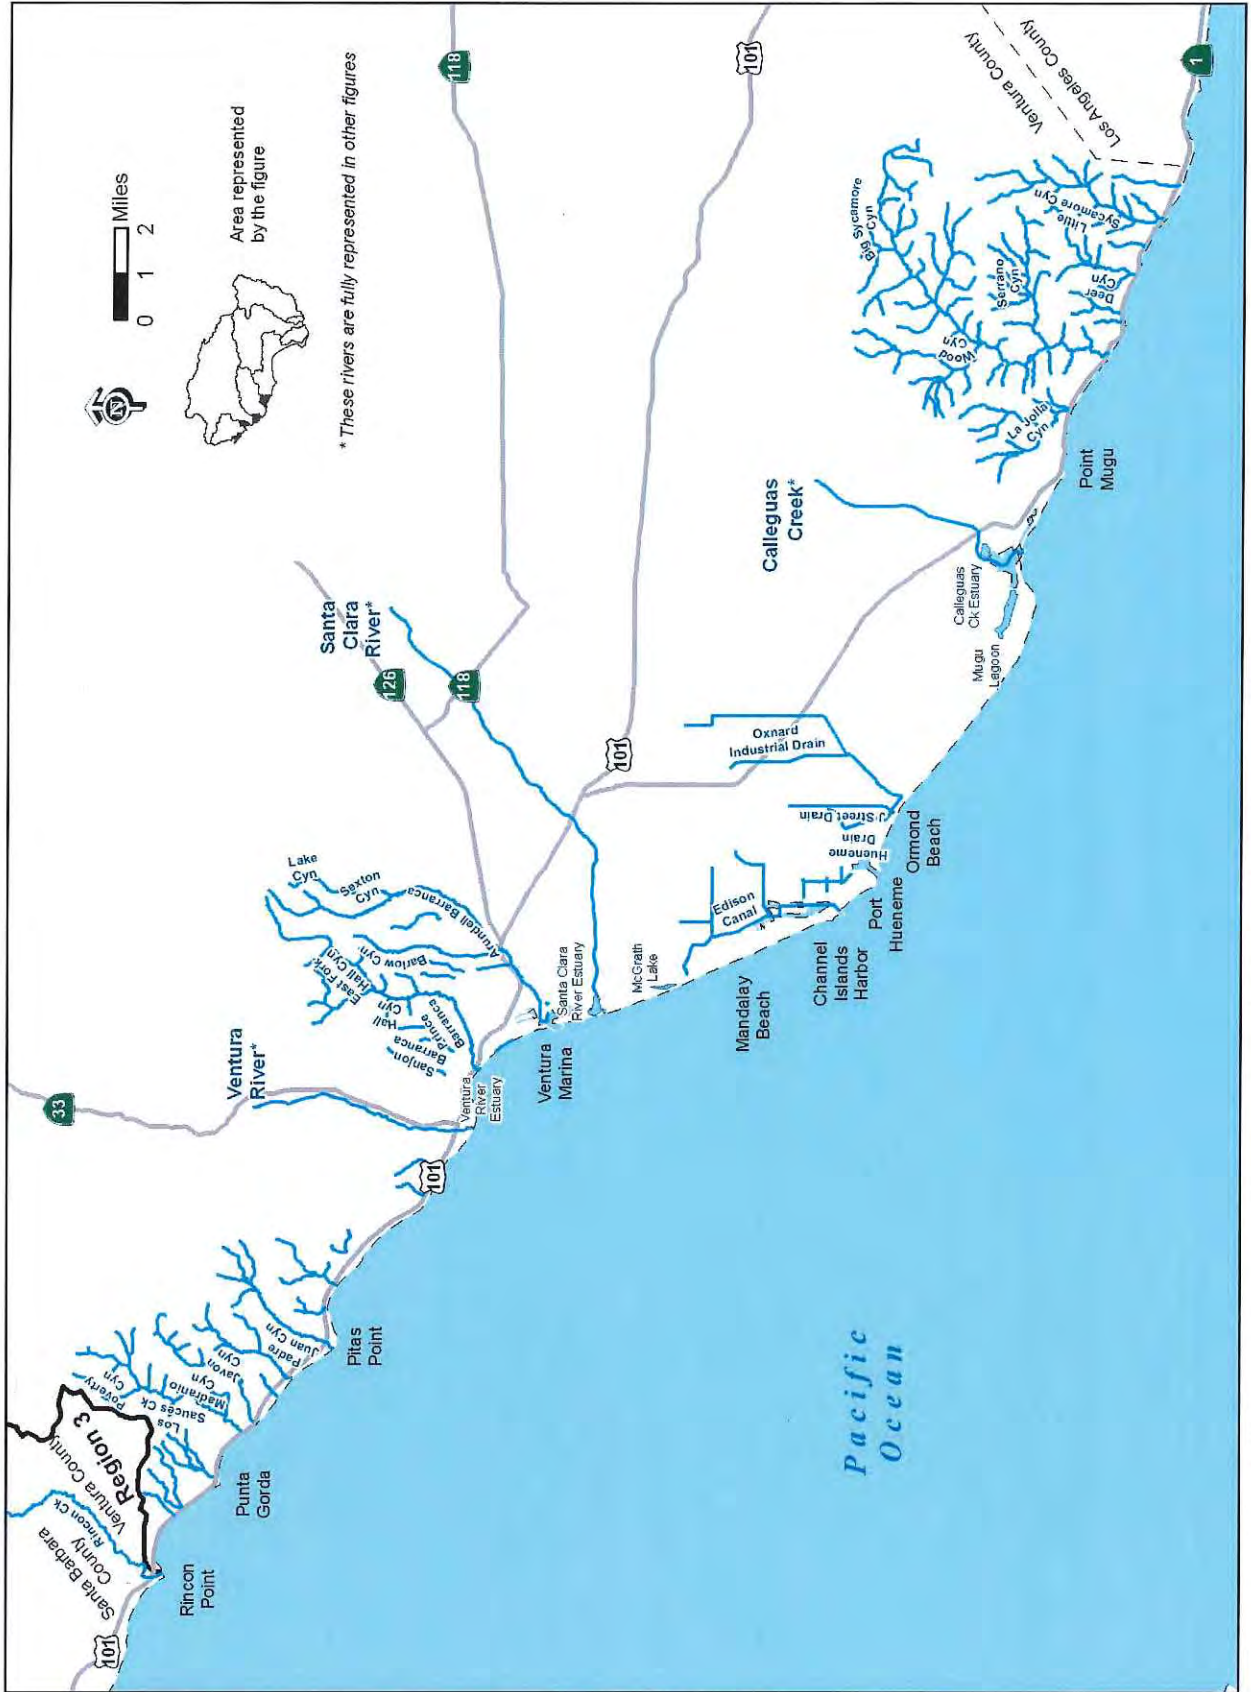 0 1 2
Miles
N
Area represented
by the figure
* These rivers are fully represented in other figures
Santa Barbara
County
Rincon Ck
Ventura County
Region 3
101
Rincon
Point
Punta
Gorda
Los
Sauces Ck
Poverty
Cyn
Madranio
Cyn
Javon
Cyn
Padre
Juan Cyn
Pitas
Point
33
101
Ventura
River*
Ventura
River
Estuary
Sanjon
Barranca
Prince
Barranca
Hall
Cyn
East Fork
Hall Cyn
Barlow Cyn
Lake
Cyn
Sexton
Cyn
Arundell Barranca
Ventura
Marina
Santa Clara
River Estuary
Santa
Clara
River*
126
118
118
101
101
McGrath
Lake
Mandalay
Beach
Edison
Canal
Channel
Islands
Harbor
Port
Hueneme
Hueneme
Drain
J Street Drain
Ormond
Beach
Oxnard
Industrial Drain
Calleguas
Creek*
Calleguas
Ck Estuary
Mugu
Lagoon
Point
Mugu
La Jolla
Cyn
Wood
Cyn
Big Sycamore
Cyn
Serrano
Cyn
Deer
Cyn
Little
Sycamore Cyn
Ventura County
Los Angeles County
1
Pacific
Ocean